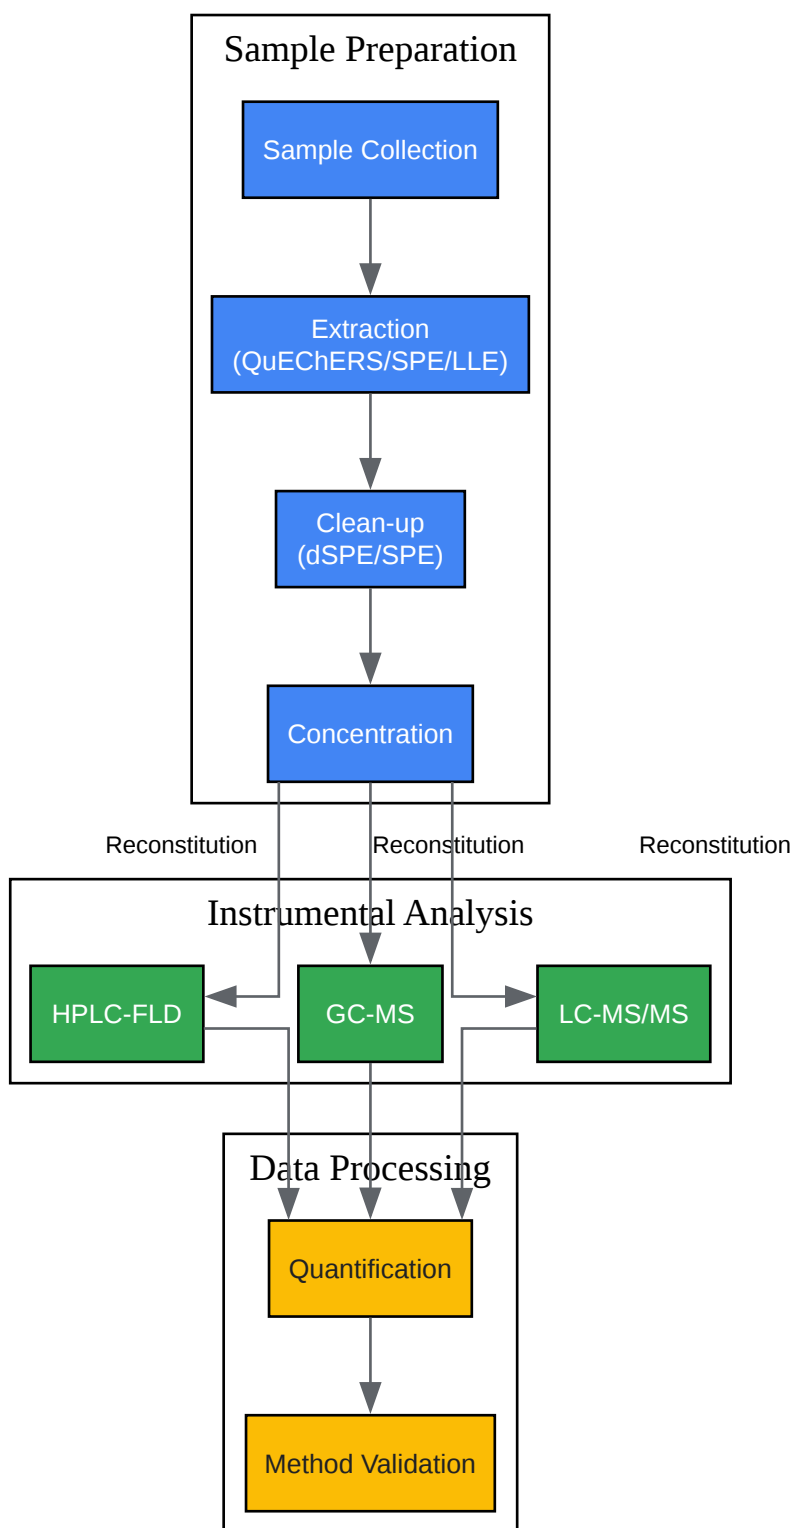 Sample Preparation
Sample Collection
Extraction
(QuEChERS/SPE/LLE)
Clean-up
(dSPE/SPE)
Concentration
Reconstitution
Reconstitution
Reconstitution
Instrumental Analysis
HPLC-FLD
GC-MS
LC-MS/MS
Data Processing
Quantification
Method Validation